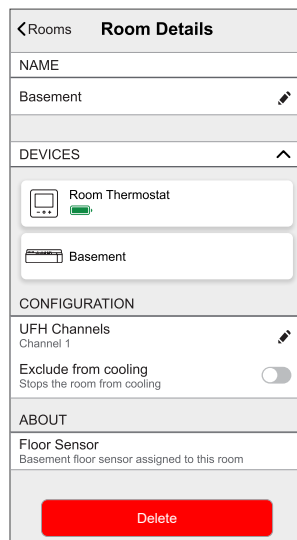 Rooms Room Details
NAME
Basement
DEVICES
Room Thermostat
Basement
CONFIGURATION
UFH Channels
Channel 1
Exclude from cooling
Stops the room from cooling
ABOUT
Floor Sensor
Basement floor sensor assigned to this room
Delete